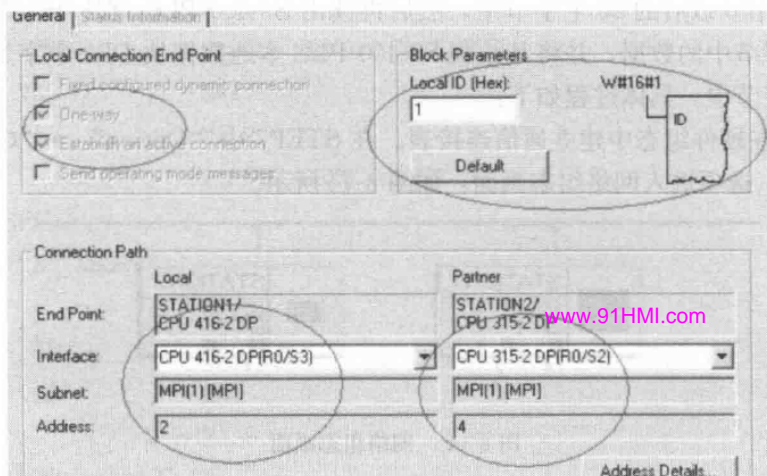 General Status Information
Local Connection End Point
Fixed configured dynamic connection
One-way
Establish an active connection
Send operating mode messages
Block Parameters
Local ID (Hex): W#16#1
1
ID
Default
Connection Path
Local Partner
End Point: STATION1/ STATION2/
CPU 416-2 DP CPU 315-2 DP
www.91HMI.com
Interface: CPU 416-2 DP(R0/S3) CPU 315-2 DP(R0/S2)
Subnet: MPI(1) [MPI] MPI(1) [MPI]
Address: 2 4
Address Details...